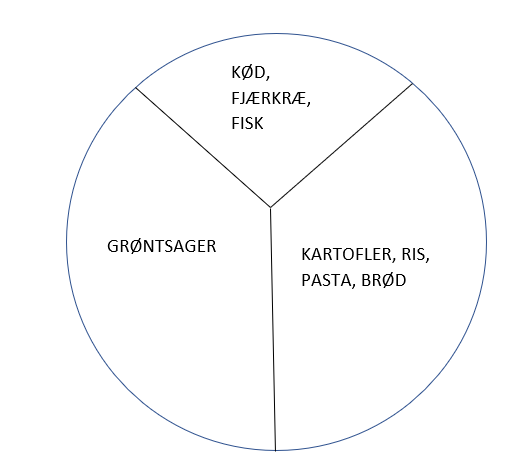 KØD,
FJÆRKRÆ,
FISK
GRØNTSAGER
KARTOFLER, RIS,
PASTA, BRØD